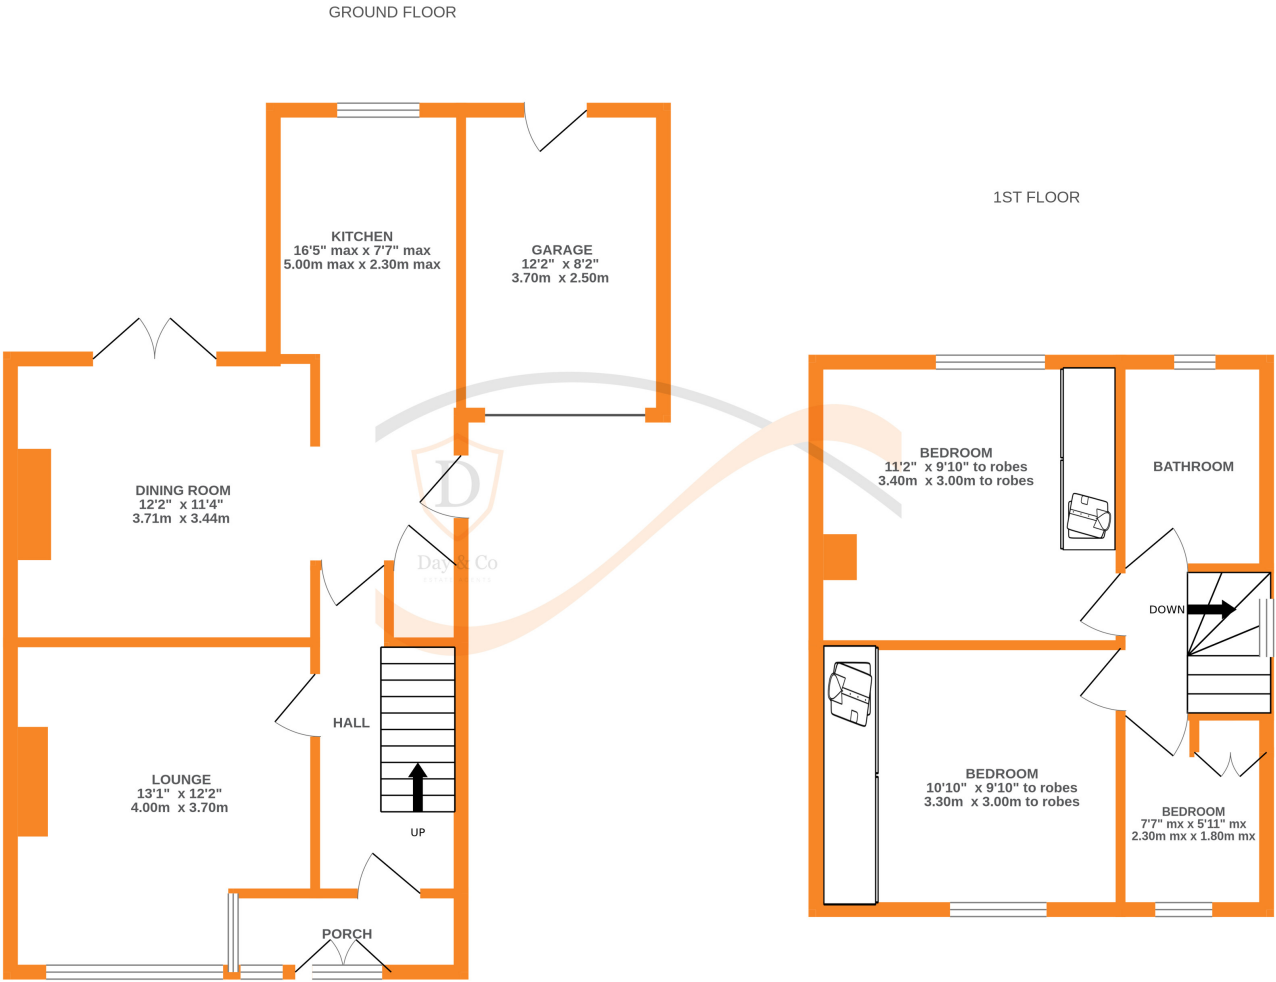 GROUND FLOOR
KITCHEN
16'5" max x 7'7" max
5.00m max x 2.30m max
GARAGE
12'2" x 8'2"
3.70m x 2.50m
DINING ROOM
12'2" x 11'4"
3.71m x 3.44m
D
Day & Co
LOUNGE
13'1" x 12'2"
4.00m x 3.70m
HALL
UP
PORCH
1ST FLOOR
BEDROOM
11'2" x 9'10" to robes
3.40m x 3.00m to robes
BATHROOM
DOWN
BEDROOM
10'10" x 9'10" to robes
3.30m x 3.00m to robes
BEDROOM
7'7" mx x 5'11" mx
2.30m mx x 1.80m mx